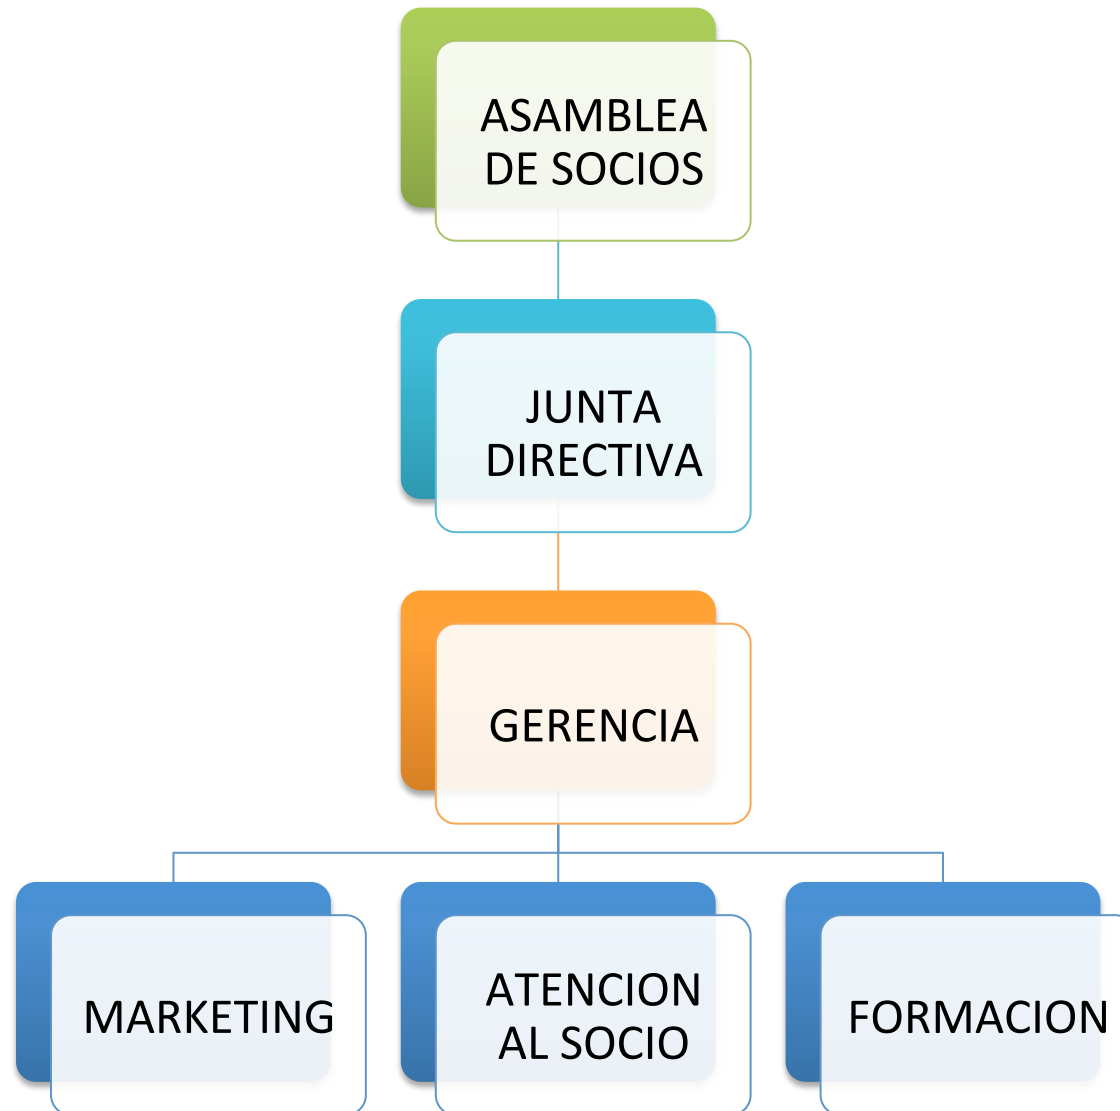 ASAMBLEA
DE SOCIOS
JUNTA
DIRECTIVA
GERENCIA
MARKETING
ATENCION
AL SOCIO
FORMACION